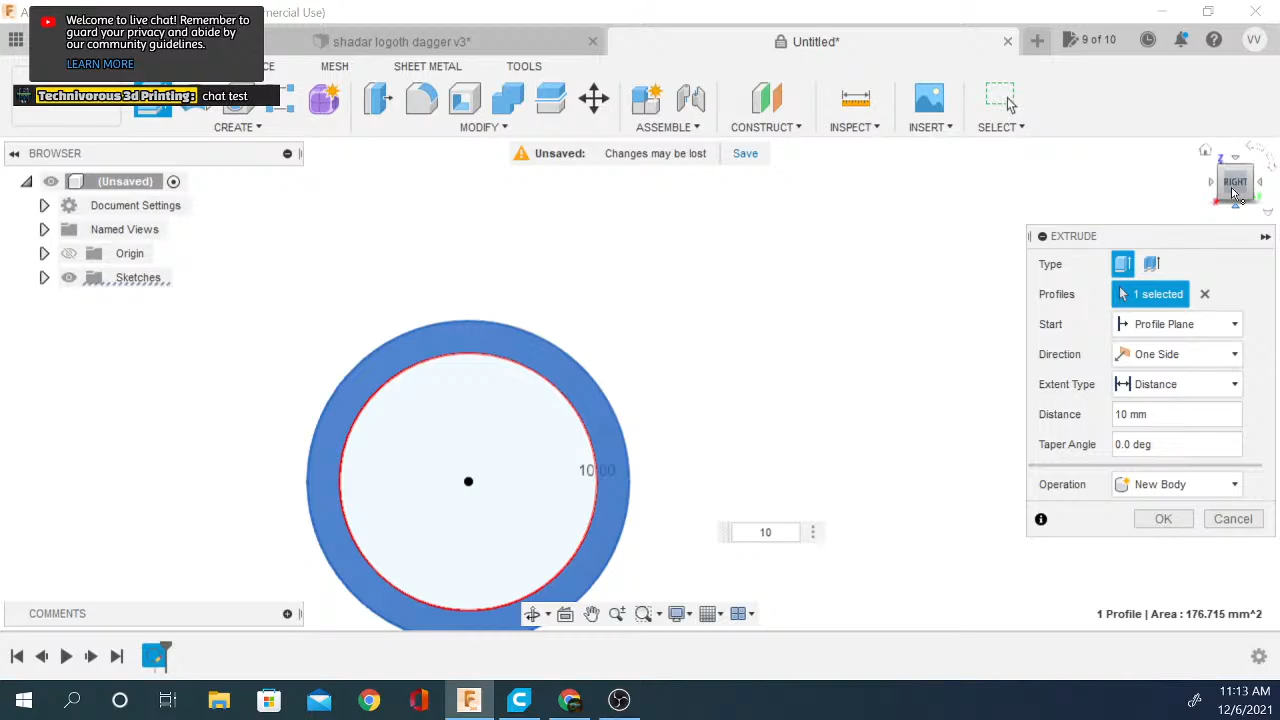 Welcome to live chat! Remember to
guard your privacy and abide by
our community guidelines.
LEARN MORE
Technivorous 3d Printing: chat test
ercial Use)
shadar logoth dagger v3*
Untitled*
9 of 10
VV
MESH
SHEET METAL
TOOLS
CREATE
MODIFY
ASSEMBLE
CONSTRUCT
INSPECT
INSERT
SELECT
BROWSER
Unsaved: Changes may be lost Save
(Unsaved)
Document Settings
Named Views
Origin
Sketches
Z
RIGHT
EXTRUDE
Type
Profiles 1 selected
Start Profile Plane
Direction One Side
Extent Type Distance
Distance 10 mm
Taper Angle 0.0 deg
Operation New Body
OK Cancel
10.00
10
COMMENTS
1 Profile | Area : 176.715 mm^2
11:13 AM
12/6/2021